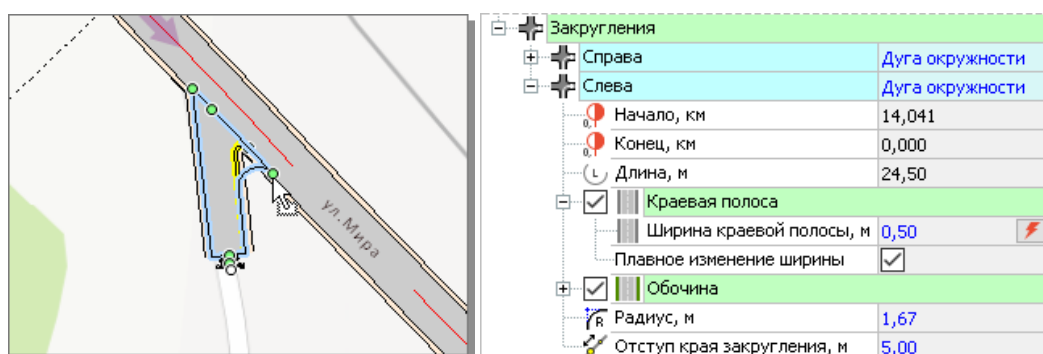 ул.Мира
Закругления
Справа Дуга окружности
Слева Дуга окружности
Начало, км 14,041
Конец, км 0,000
Длина, м 24,50
Краевая полоса
Ширина краевой полосы, м 0,50
Плавное изменение ширины
Обочина
Радиус, м 1,67
Отступ края закругления, м 5,00